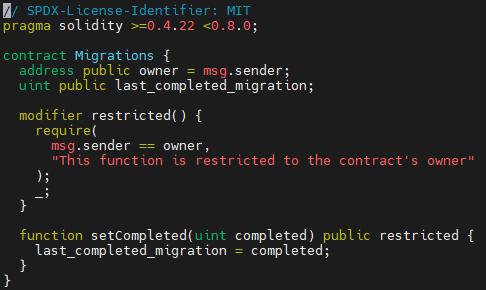 // SPDX-License-Identifier: MIT
pragma solidity >=0.4.22 <0.8.0;

contract Migrations {
  address public owner = msg.sender;
  uint public last_completed_migration;

  modifier restricted() {
    require(
      msg.sender == owner,
      "This function is restricted to the contract's owner"
    );
    _;
  }

  function setCompleted(uint completed) public restricted {
    last_completed_migration = completed;
  }
}